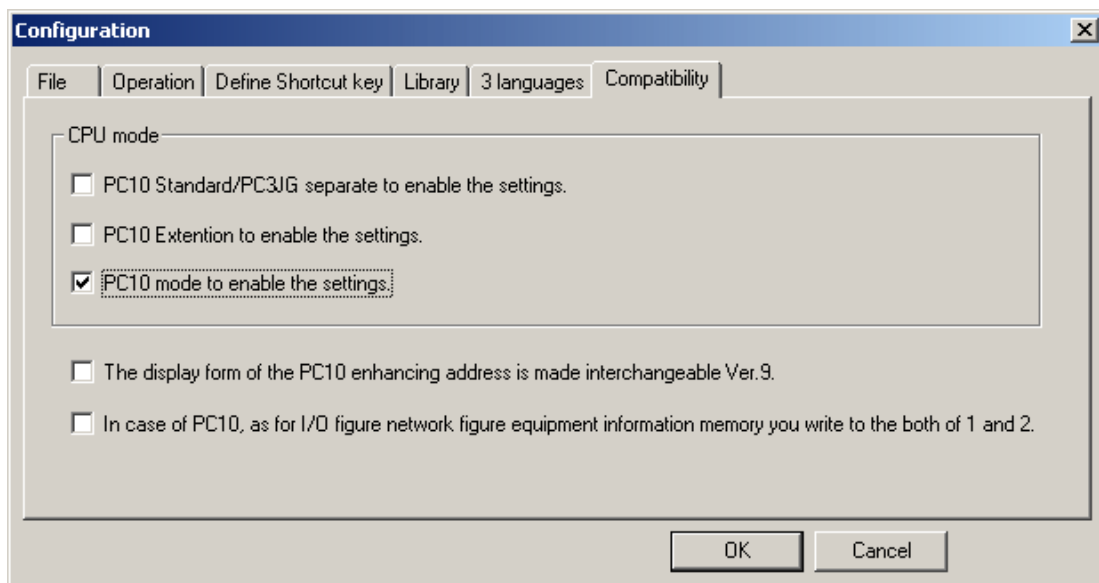 Configuration
File Operation Define Shortcut key Library 3 languages Compatibility
CPU mode
PC10 Standard/PC3JG separate to enable the settings.
PC10 Extention to enable the settings.
PC10 mode to enable the settings.
The display form of the PC10 enhancing address is made interchangeable Ver.9.
In case of PC10, as for I/O figure network figure equipment information memory you write to the both of 1 and 2.
OK Cancel